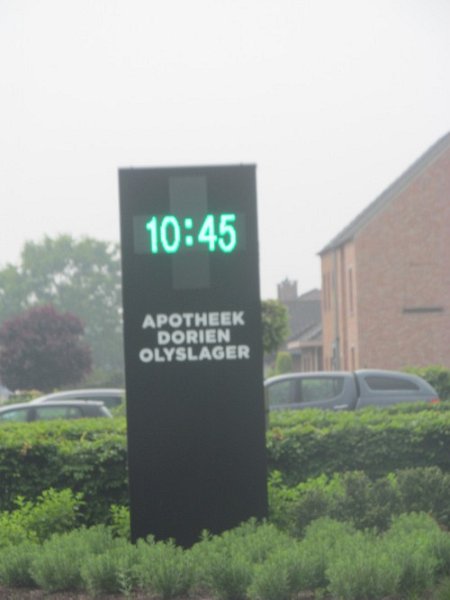 10:45
APOTHEEK
DORIEN
OLYSLAGER